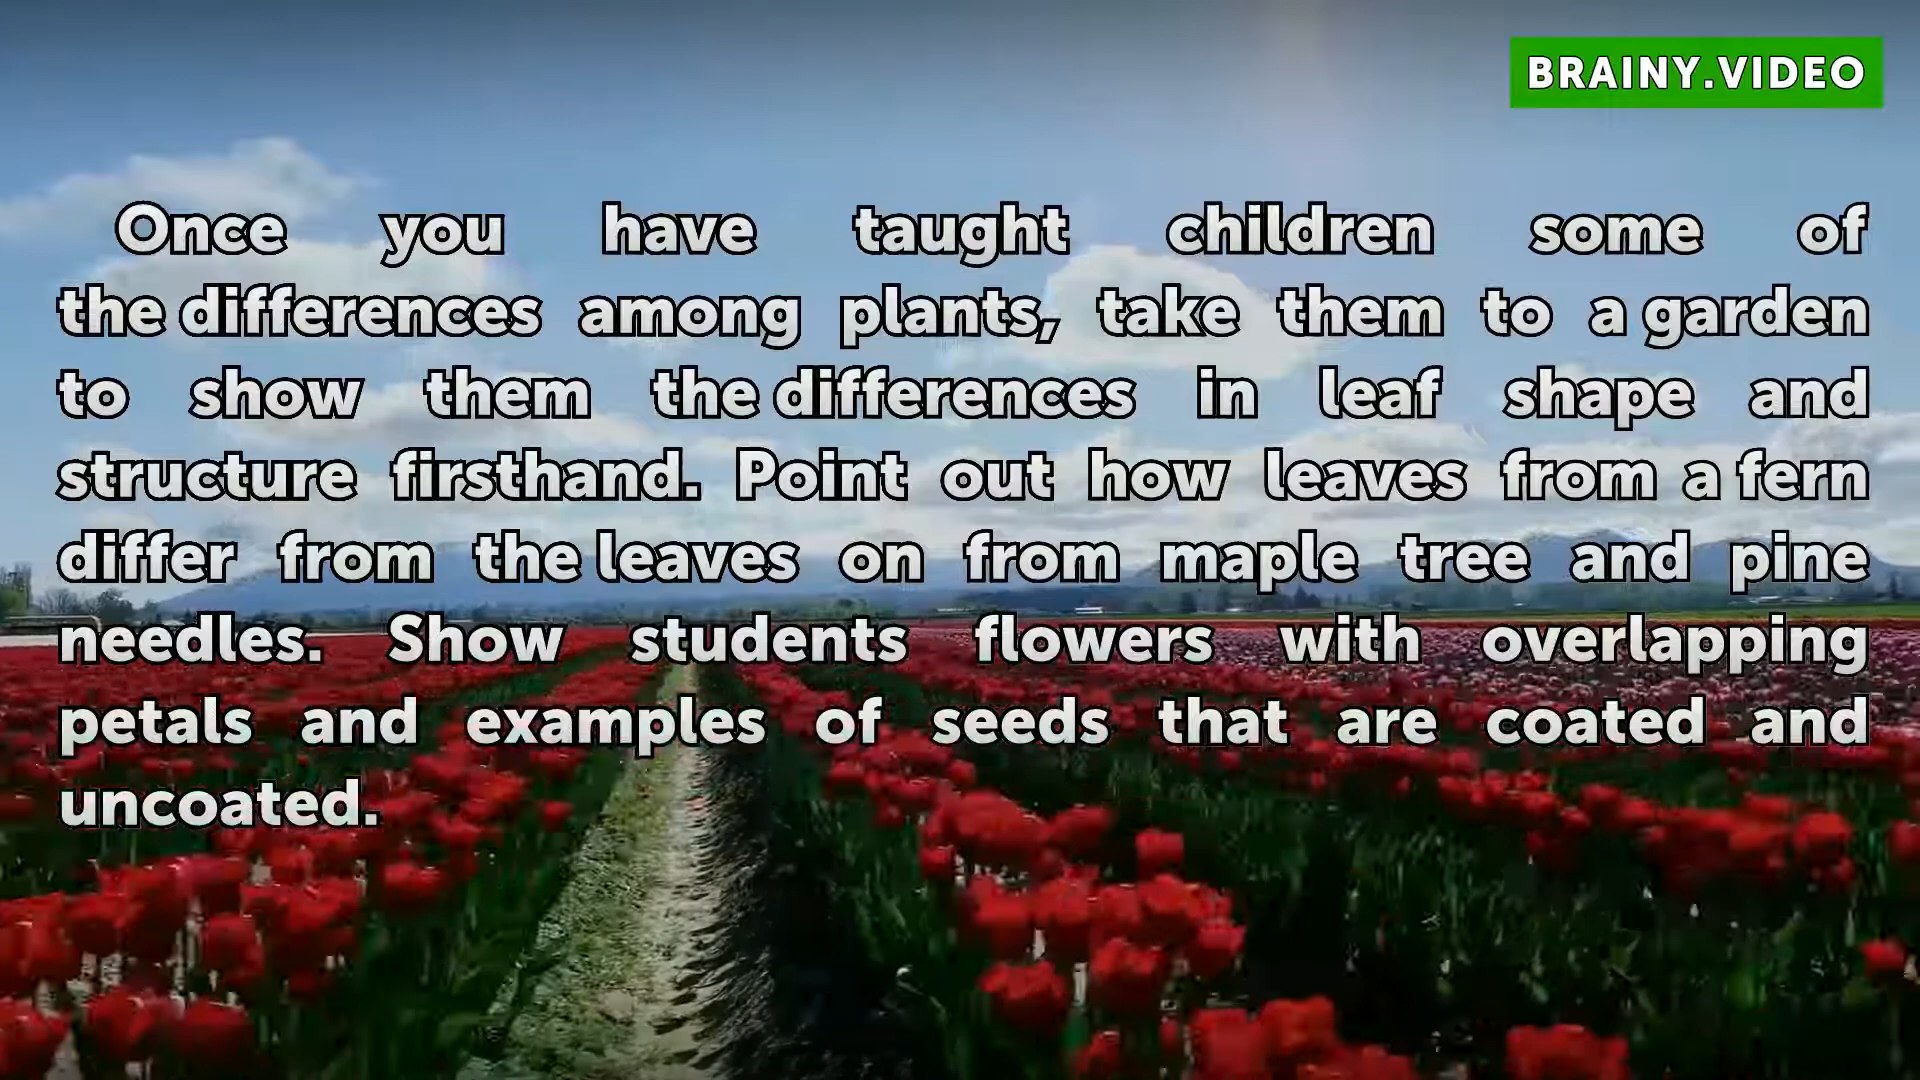 BRAINY.VIDEO
Once you have taught children some of
the differences among plants, take them to a garden
to show them the differences in leaf shape and
structure firsthand. Point out how leaves from a fern
differ from the leaves on from maple tree and pine
needles. Show students flowers with overlapping
petals and examples of seeds that are coated and
uncoated.